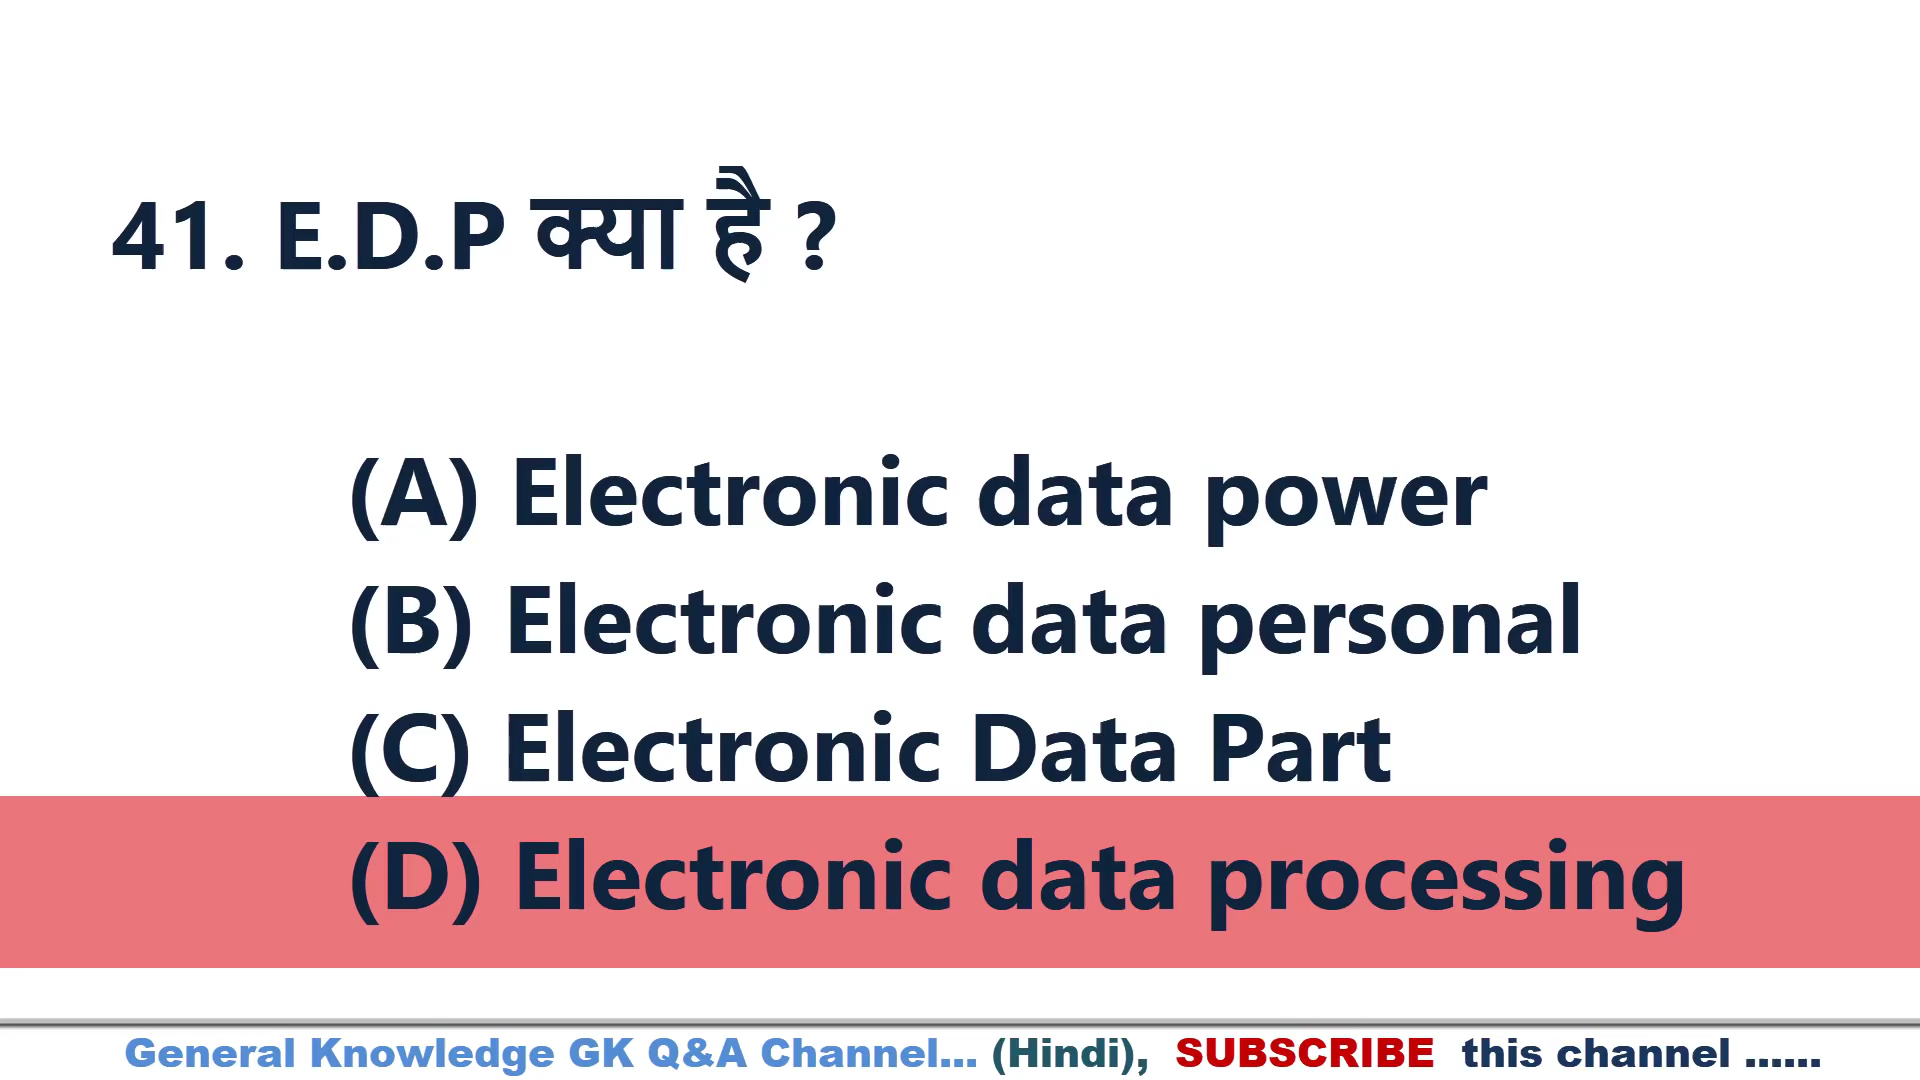 41. E.D.P क्या है ?
(A) Electronic data power
(B) Electronic data personal
(C) Electronic Data Part
(D) Electronic data processing
General Knowledge GK Q&A Channel... (Hindi), SUBSCRIBE this channel ......